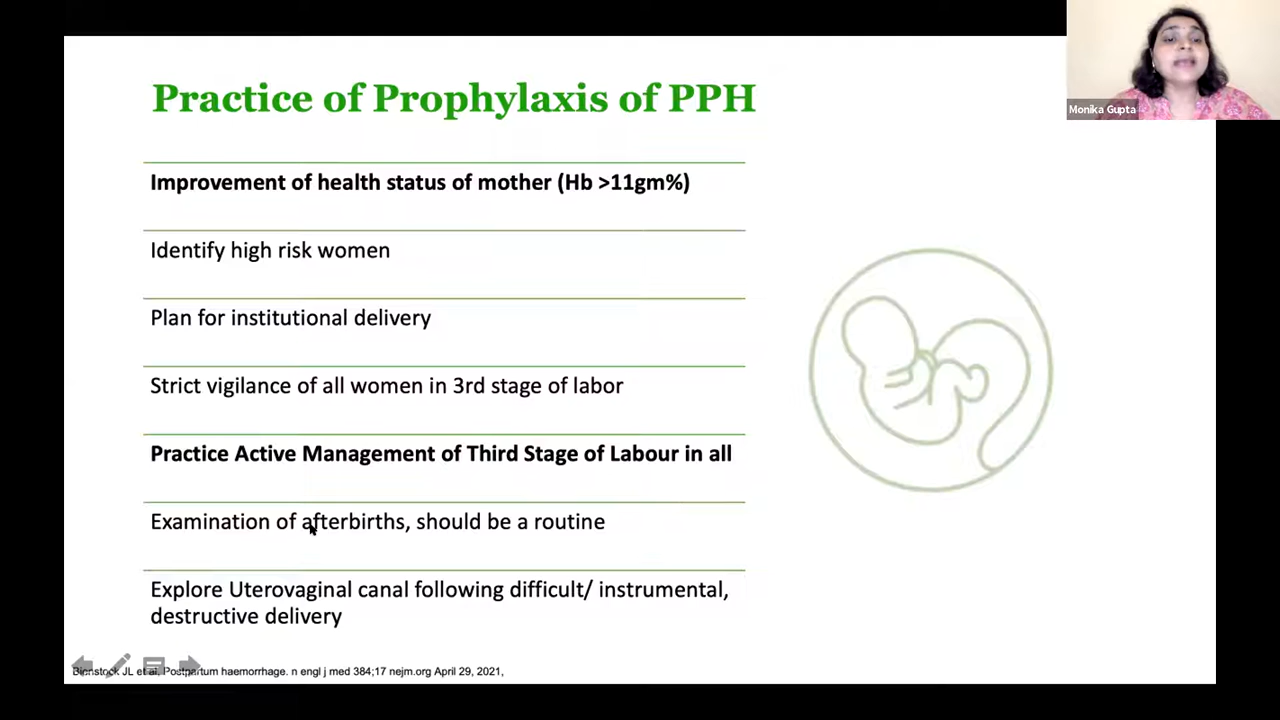 Practice of Prophylaxis of PPH
Monika Gupta
Improvement of health status of mother (Hb >11gm%)
Identify high risk women
Plan for institutional delivery
Strict vigilance of all women in 3rd stage of labor
Practice Active Management of Third Stage of Labour in all
Examination of afterbirths, should be a routine
Explore Uterovaginal canal following difficult/ instrumental,
destructive delivery
Bienstock JL et al. Postpartum haemorrhage. n engl j med 384;17 nejm.org April 29, 2021,